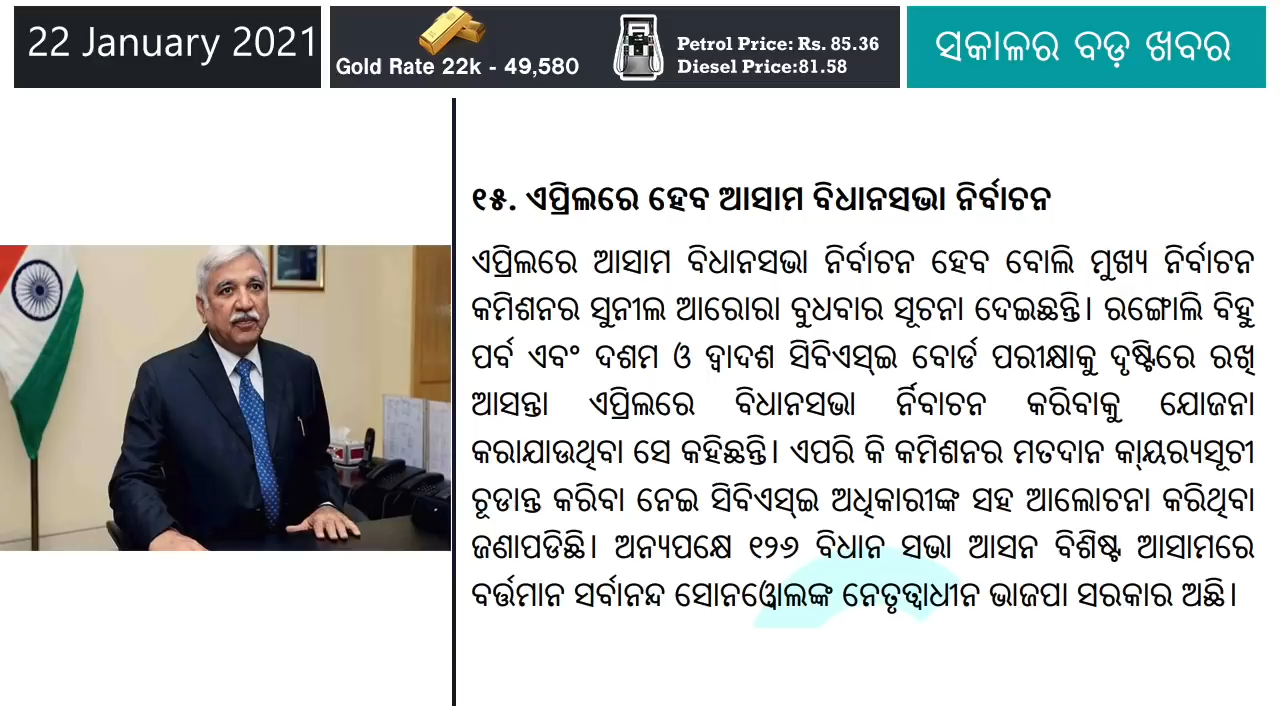 22 January 2021
Gold Rate 22k - 49,580
Petrol Price: Rs. 85.36
Diesel Price:81.58
ସକାଳର ବଡ଼ ଖବର
୧୫. ଏପ୍ରିଲରେ ହେବ ଆସାମ ବିଧାନସଭା ନିର୍ବାଚନ
ଏପ୍ରିଲରେ ଆସାମ ବିଧାନସଭା ନିର୍ବାଚନ ହେବ ବୋଲି ମୁଖ୍ୟ ନିର୍ବାଚନ
କମିଶନର ସୁନୀଲ ଆରୋରା ବୁଧବାର ସୂଚନା ଦେଇଛନ୍ତି। ରଙ୍ଗୋଲି ବିହୁ
ପର୍ବ ଏବଂ ଦଶମ ଓ ଦ୍ୱାଦଶ ସିବିଏସ୍‌ଇ ବୋର୍ଡ ପରୀକ୍ଷାକୁ ଦୃଷ୍ଟିରେ ରଖି
ଆସନ୍ତା ଏପ୍ରିଲରେ ବିଧାନସଭା ର୍ନିବାଚନ କରିବାକୁ ଯୋଜନା
କରାଯାଉଥିବା ସେ କହିଛନ୍ତି। ଏପରି କି କମିଶନର ମତଦାନ କା୍ୟର‌୍ୟସୂଚୀ
ଚୂଡାନ୍ତ କରିବା ନେଇ ସିବିଏସ୍‌ଇ ଅଧିକାରୀଙ୍କ ସହ ଆଲୋଚନା କରିଥିବା
ଜଣାପଡିଛି। ଅନ୍ୟପକ୍ଷେ ୧୨୬ ବିଧାନ ସଭା ଆସନ ବିଶିଷ୍ଟ ଆସାମରେ
ବର୍ତ୍ତମାନ ସର୍ବାନନ୍ଦ ସୋନୱୋଲଙ୍କ ନେତୃତ୍ୱାଧୀନ ଭାଜପା ସରକାର ଅଛି।